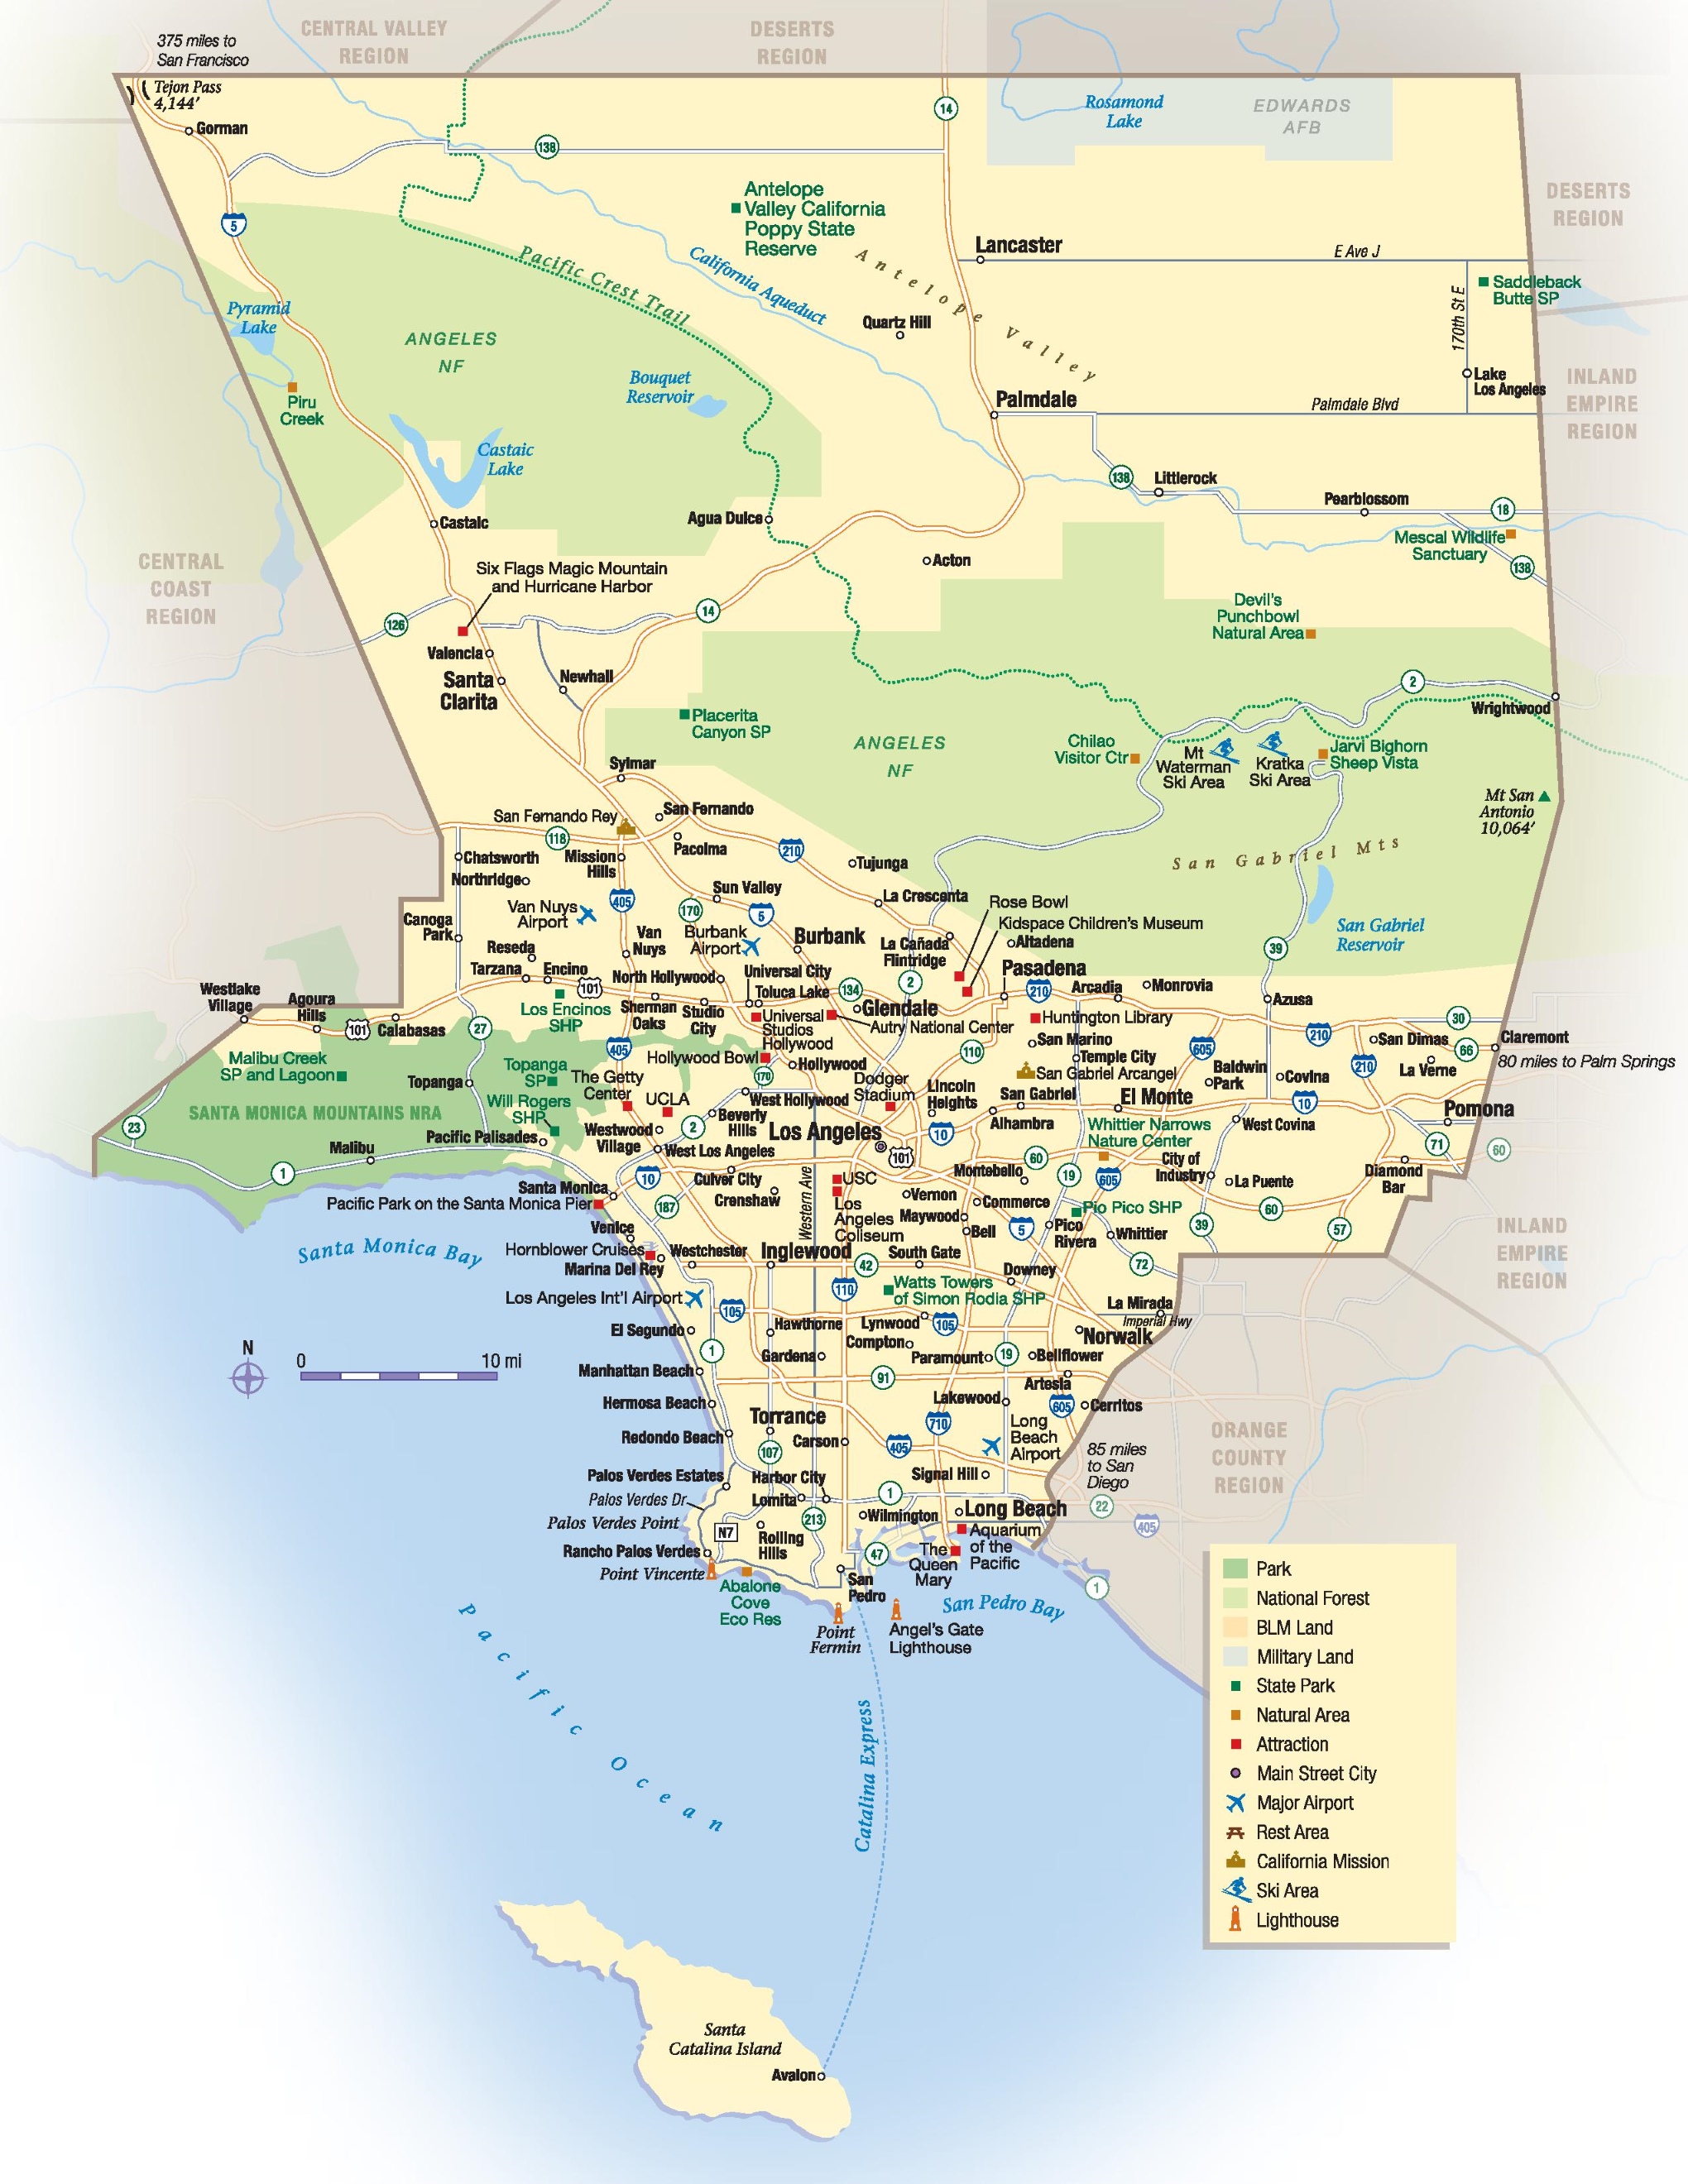 CENTRAL VALLEY
REGION
DESERTS
REGION
375 miles to
San Francisco
Tejon Pass
4,144'
Gorman
138
14
Rosamond
Lake
EDWARDS
AFB
DESERTS
REGION
5
Antelope
Valley California
Poppy State
Reserve
Pacific Crest Trail
California Aqueduct
Antelope Valley
Lancaster
E Ave J
170th St E
Saddleback
Butte SP
Pyramid
Lake
ANGELES
NF
Quartz Hill
Bouquet
Reservoir
Lake
Los Angeles
INLAND
EMPIRE
REGION
Piru
Creek
Palmdale
Palmdale Blvd
Castaic
Lake
138
Littlerock
Pearblossom
18
Castaic
Agua Dulce
Mescal Wildlife
Sanctuary
138
CENTRAL
COAST
REGION
Acton
Six Flags Magic Mountain
and Hurricane Harbor
126
14
Devil's
Punchbowl
Natural Area
Valencia
Santa
Clarita
Newhall
2
Wrightwood
Placerita
Canyon SP
ANGELES
NF
Chilao
Visitor Ctr
Mt
Waterman
Ski Area
Kratka
Ski Area
Jarvi Bighorn
Sheep Vista
Sylmar
Mt San
Antonio
10,064'
San Fernando Rey
San Fernando
118
Pacoima
210
San Gabriel Mts
Chatsworth
Mission
Hills
Tujunga
Northridge
Sun Valley
La Crescenta
405
170
5
Rose Bowl
Kidspace Children's Museum
Van Nuys
Airport
Canoga
Park
Van
Nuys
Burbank
Airport
Burbank
La Cañada
Flintridge
Altadena
San Gabriel
Reservoir
39
Reseda
Tarzana
Encino
101
North Hollywood
Universal City
Toluca Lake
134
2
Pasadena
210
Arcadia
Monrovia
Azusa
Westlake
Village
Agoura
Hills
101
Calabasas
27
Los Encinos
SHP
Sherman
Oaks
Studio
City
Universal
Studios
Hollywood
Glendale
Autry National Center
Huntington Library
30
210
San Dimas
66
Claremont
80 miles to Palm Springs
405
Hollywood Bowl
Hollywood
110
San Marino
Temple City
605
San Gabriel Arcangel
Baldwin
Park
Covina
210
La Verne
Malibu Creek
SP and Lagoon
Topanga
SP
Topanga
The Getty
Center
UCLA
170
Dodger
Stadium
Lincoln
Heights
San Gabriel
El Monte
10
Pomona
SANTA MONICA MOUNTAINS NRA
Will Rogers
SHP
West Hollywood
Beverly
Hills
2
23
Pacific Palisades
Westwood
Village
Los Angeles
101
10
Alhambra
Whittier Narrows
Nature Center
West Covina
71
60
Malibu
1
West Los Angeles
10
Culver City
Crenshaw
Western Ave
USC
Los
Angeles
Coliseum
Vernon
Montebello
60
19
605
City of
Industry
La Puente
Diamond
Bar
Santa Monica
Pacific Park on the Santa Monica Pier
187
Commerce
Maywood
Bell
5
Pio Pico SHP
Pico
Rivera
Whittier
39
60
57
Venice
Santa Monica Bay
Hornblower Cruises
Marina Del Rey
Westchester
Inglewood
42
South Gate
Downey
72
INLAND
EMPIRE
REGION
Los Angeles Int'l Airport
105
110
Watts Towers
of Simon Rodia SHP
La Mirada
Imperial Hwy
El Segundo
Hawthorne
Lynwood
105
Norwalk
N
0
10 mi
1
Compton
Gardena
Paramount
19
Bellflower
Manhattan Beach
91
Artesia
Hermosa Beach
Lakewood
605
Cerritos
Torrance
710
Redondo Beach
107
Carson
405
Long
Beach
Airport
ORANGE
COUNTY
REGION
85 miles
to San
Diego
Palos Verdes Estates
Harbor City
Signal Hill
Palos Verdes Dr
Lomita
1
22
405
Palos Verdes Point
N7
213
Wilmington
Long Beach
Rolling
Hills
Aquarium
of the
Pacific
Rancho Palos Verdes
Point Vincente
47
The
Queen
Mary
Abalone
Cove
Eco Res
San
Pedro
1
San Pedro Bay
Point
Fermin
Angel's Gate
Lighthouse
Pacific Ocean
Catalina Express
Santa
Catalina Island
Avalon
Park
National Forest
BLM Land
Military Land
State Park
Natural Area
Attraction
Main Street City
Major Airport
Rest Area
California Mission
Ski Area
Lighthouse